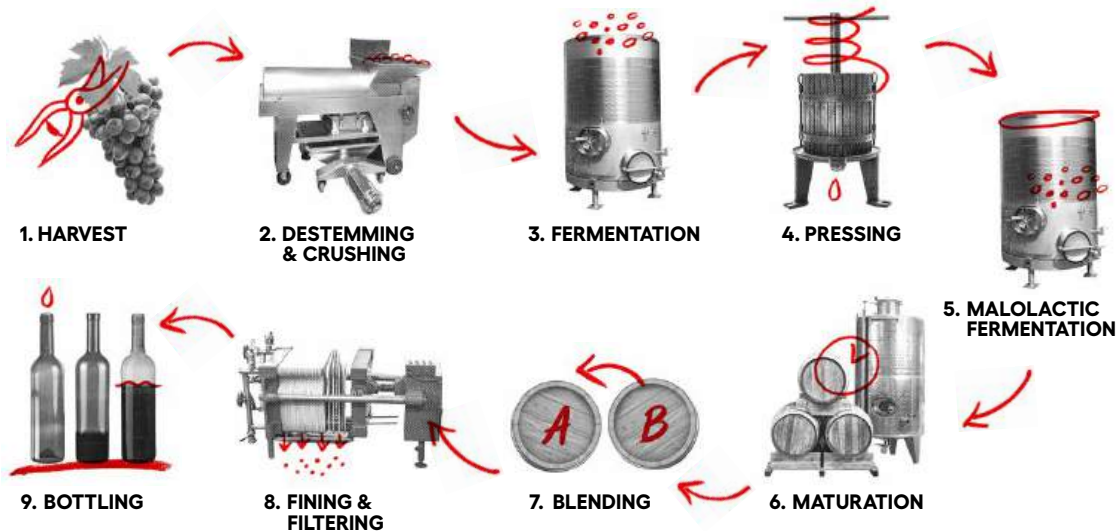 1. HARVEST
2. DESTEMMING
& CRUSHING
3. FERMENTATION
4. PRESSING
5. MALOLACTIC
FERMENTATION
6. MATURATION
7. BLENDING
A
B
8. FINING &
FILTERING
9. BOTTLING